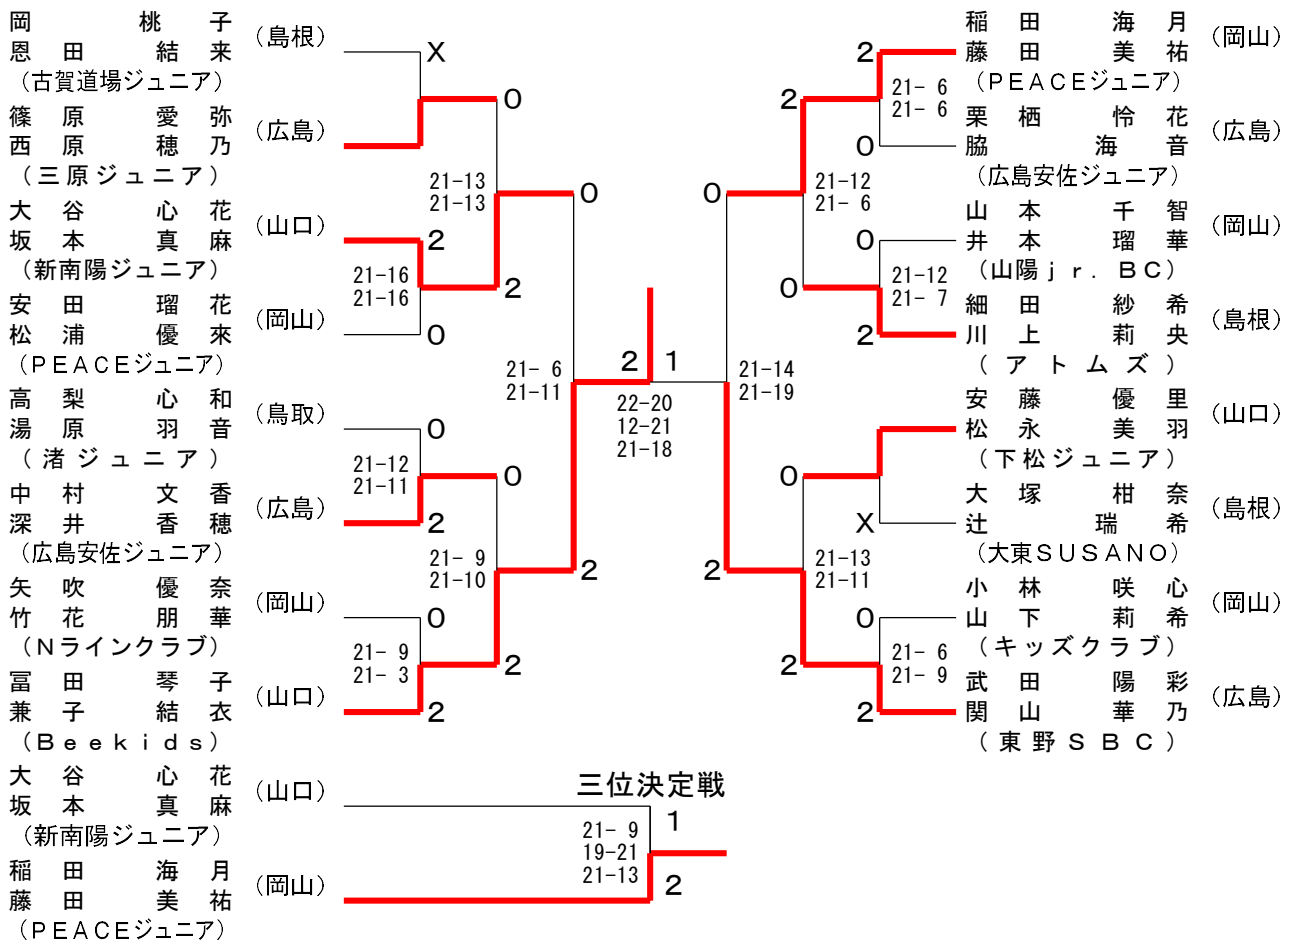 岡 桃 子
恩 田 結 来
(島根)
(古賀道場ジュニア)
篠 原 愛 弥
西 原 穂 乃
(広島)
(三原ジュニア)
大 谷 心 花
坂 本 真 麻
(山口)
(新南陽ジュニア)
安 田 瑠 花
松 浦 優 來
(岡山)
(PEACEジュニア)
高 梨 心 和
湯 原 羽 音
(鳥取)
(渚ジュニア)
中 村 文 香
深 井 香 穂
(広島)
(広島安佐ジュニア)
矢 吹 優 奈
竹 花 朋 華
(岡山)
(Nラインクラブ)
冨 田 琴 子
兼 子 結 衣
(山口)
(Beekids)
X
2
21-16
21-16
0
0
21-12
21-11
2
0
21- 9
21- 3
2
0
21-13
21-13
2
0
21- 9
21-10
2
0
21- 6
21-11
2
2
1
22-20
12-21
21-18
0
21-14
21-19
2
2
21-12
21- 6
0
0
21-13
21-11
2
2
21- 6
21- 6
0
0
21-12
21- 7
2
X
0
21- 6
21- 9
2
稲 田 海 月
藤 田 美 祐
(岡山)
(PEACEジュニア)
栗 栖 怜 花
脇 海 音
(広島)
(広島安佐ジュニア)
山 本 千 智
井 本 瑠 華
(岡山)
(山陽jr.BC)
細 田 紗 希
川 上 莉 央
(島根)
(アトムズ)
安 藤 優 里
松 永 美 羽
(山口)
(下松ジュニア)
大 塚 柑 奈
辻 瑞 希
(島根)
(大東SUSANO)
小 林 咲 心
山 下 莉 希
(岡山)
(キッズクラブ)
武 田 陽 彩
関 山 華 乃
(広島)
(東野SBC)
三位決定戦
大 谷 心 花
坂 本 真 麻
(山口)
(新南陽ジュニア)
稲 田 海 月
藤 田 美 祐
(岡山)
(PEACEジュニア)
1
21- 9
19-21
21-13
2